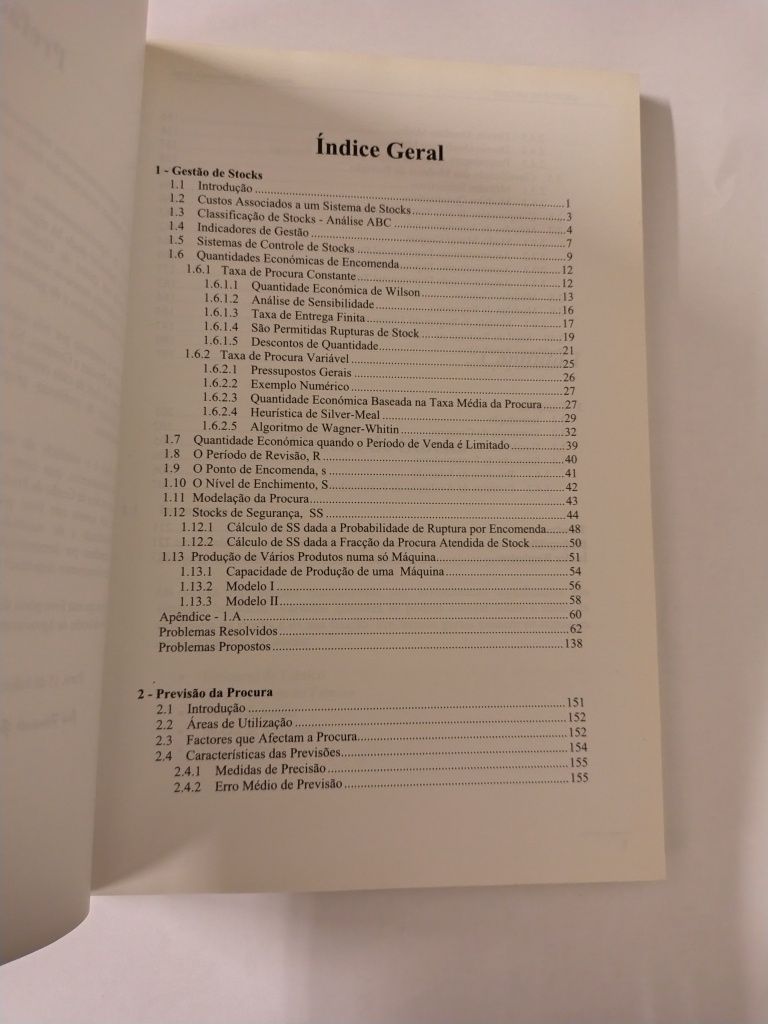 Índice Geral
1 - Gestão de Stocks
1.1 Introdução ........ 1
1.2 Custos Associados a um Sistema de Stocks ........ 3
1.3 Classificação de Stocks - Análise ABC ........ 4
1.4 Indicadores de Gestão ........ 7
1.5 Sistemas de Controle de Stocks ........ 9
1.6 Quantidades Económicas de Encomenda ........ 12
1.6.1 Taxa de Procura Constante ........ 12
1.6.1.1 Quantidade Económica de Wilson ........ 13
1.6.1.2 Análise de Sensibilidade ........ 16
1.6.1.3 Taxa de Entrega Finita ........ 17
1.6.1.4 São Permitidas Rupturas de Stock ........ 19
1.6.1.5 Descontos de Quantidade ........ 21
1.6.2 Taxa de Procura Variável ........ 25
1.6.2.1 Pressupostos Gerais ........ 26
1.6.2.2 Exemplo Numérico ........ 27
1.6.2.3 Quantidade Económica Baseada na Taxa Média da Procura ........ 27
1.6.2.4 Heurística de Silver-Meal ........ 29
1.6.2.5 Algoritmo de Wagner-Whitin ........ 32
1.7 Quantidade Económica quando o Período de Venda é Limitado ........ 39
1.8 O Período de Revisão, R ........ 40
1.9 O Ponto de Encomenda, s ........ 41
1.10 O Nível de Enchimento, S ........ 42
1.11 Modelação da Procura ........ 43
1.12 Stocks de Segurança, SS ........ 44
1.12.1 Cálculo de SS dada a Probabilidade de Ruptura por Encomenda ........ 48
1.12.2 Cálculo de SS dada a Fracção da Procura Atendida de Stock ........ 50
1.13 Produção de Vários Produtos numa só Máquina ........ 51
1.13.1 Capacidade de Produção de uma Máquina ........ 54
1.13.2 Modelo I ........ 56
1.13.3 Modelo II ........ 58
Apêndice - 1.A ........ 60
Problemas Resolvidos ........ 62
Problemas Propostos ........ 138
2 - Previsão da Procura
2.1 Introdução ........ 151
2.2 Áreas de Utilização ........ 152
2.3 Factores que Afectam a Procura ........ 152
2.4 Características das Previsões ........ 154
2.4.1 Medidas de Precisão ........ 155
2.4.2 Erro Médio de Previsão ........ 155